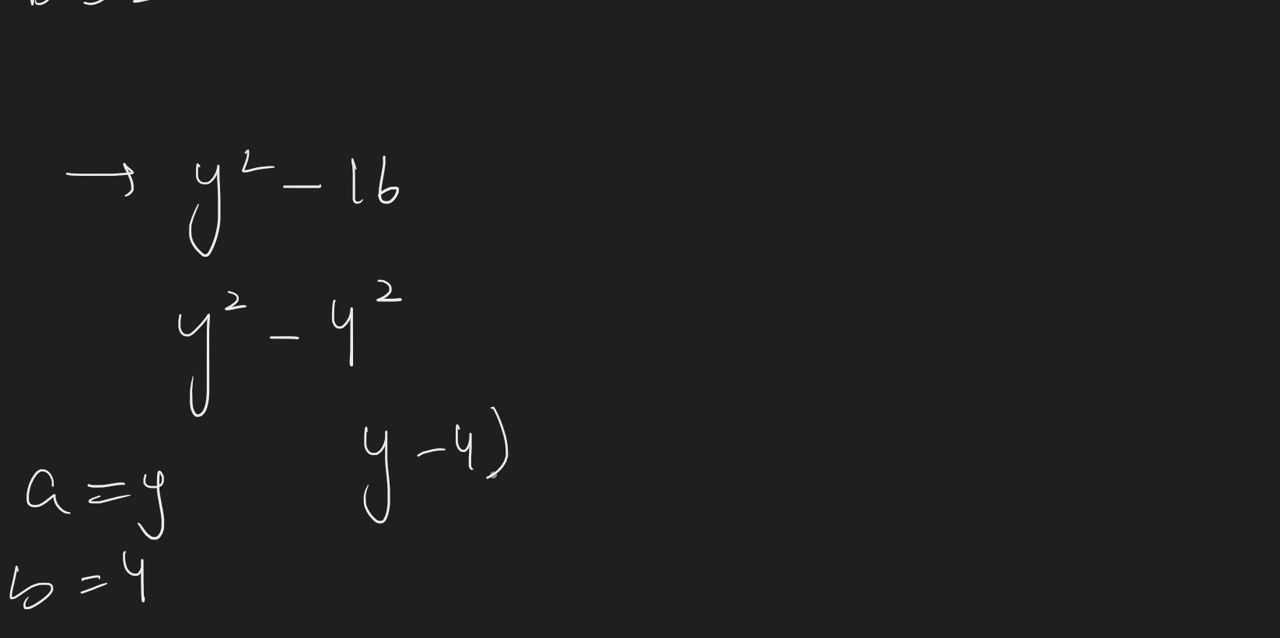 → y² - 16
y² - 4²
y - 4)
a = y
b = 4